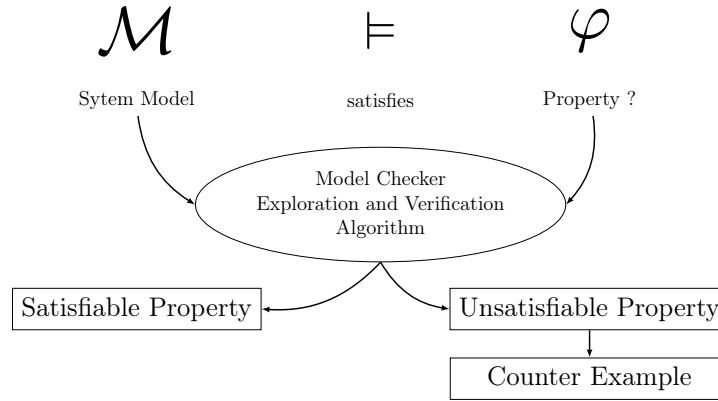 ℳ ⊨ φ
Sytem Model satisfies Property ?
Model Checker
Exploration and Verification
Algorithm
Satisfiable Property Unsatisfiable Property
Counter Example